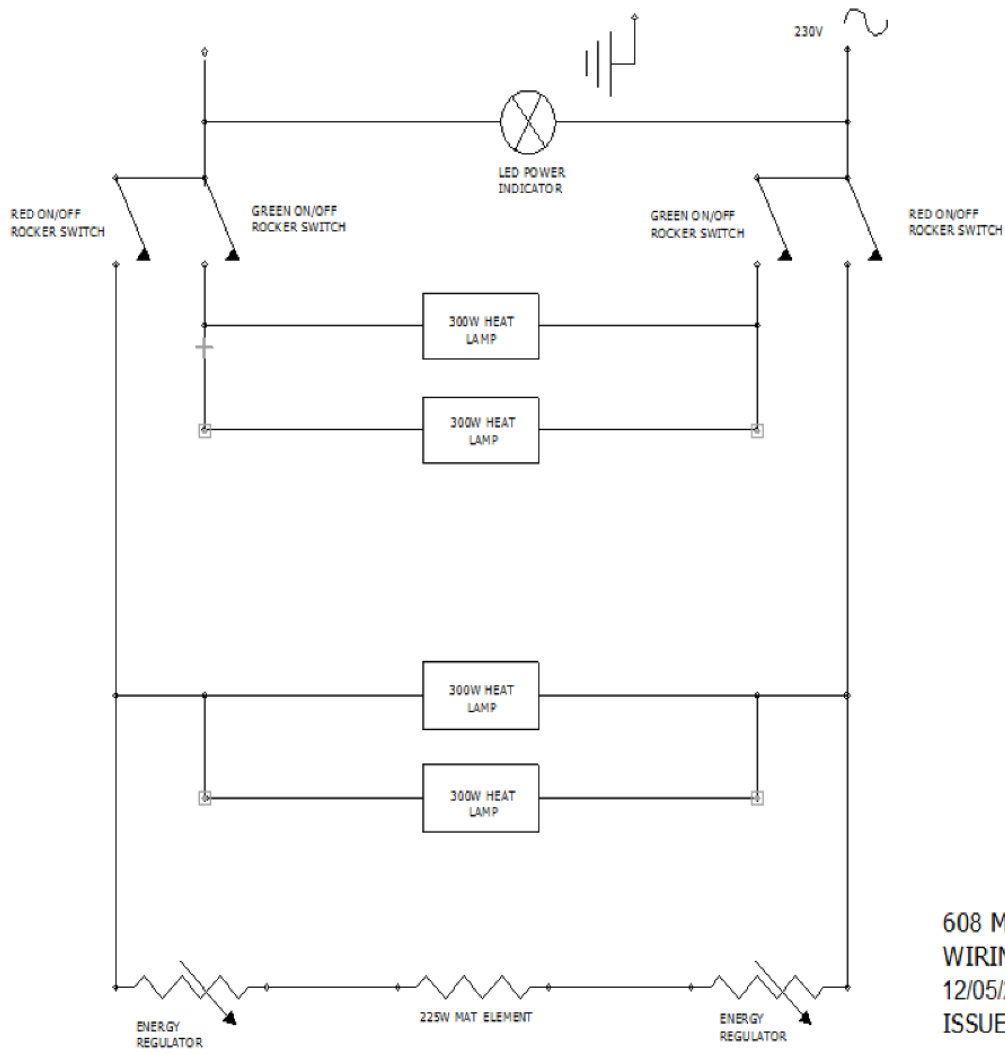 230V
LED POWER
INDICATOR
RED ON/OFF
ROCKER SWITCH
GREEN ON/OFF
ROCKER SWITCH
GREEN ON/OFF
ROCKER SWITCH
RED ON/OFF
ROCKER SWITCH
300W HEAT
LAMP
300W HEAT
LAMP
300W HEAT
LAMP
300W HEAT
LAMP
ENERGY
REGULATOR
225W MAT ELEMENT
ENERGY
REGULATOR
608 M
WIRIN
12/05/
ISSUE